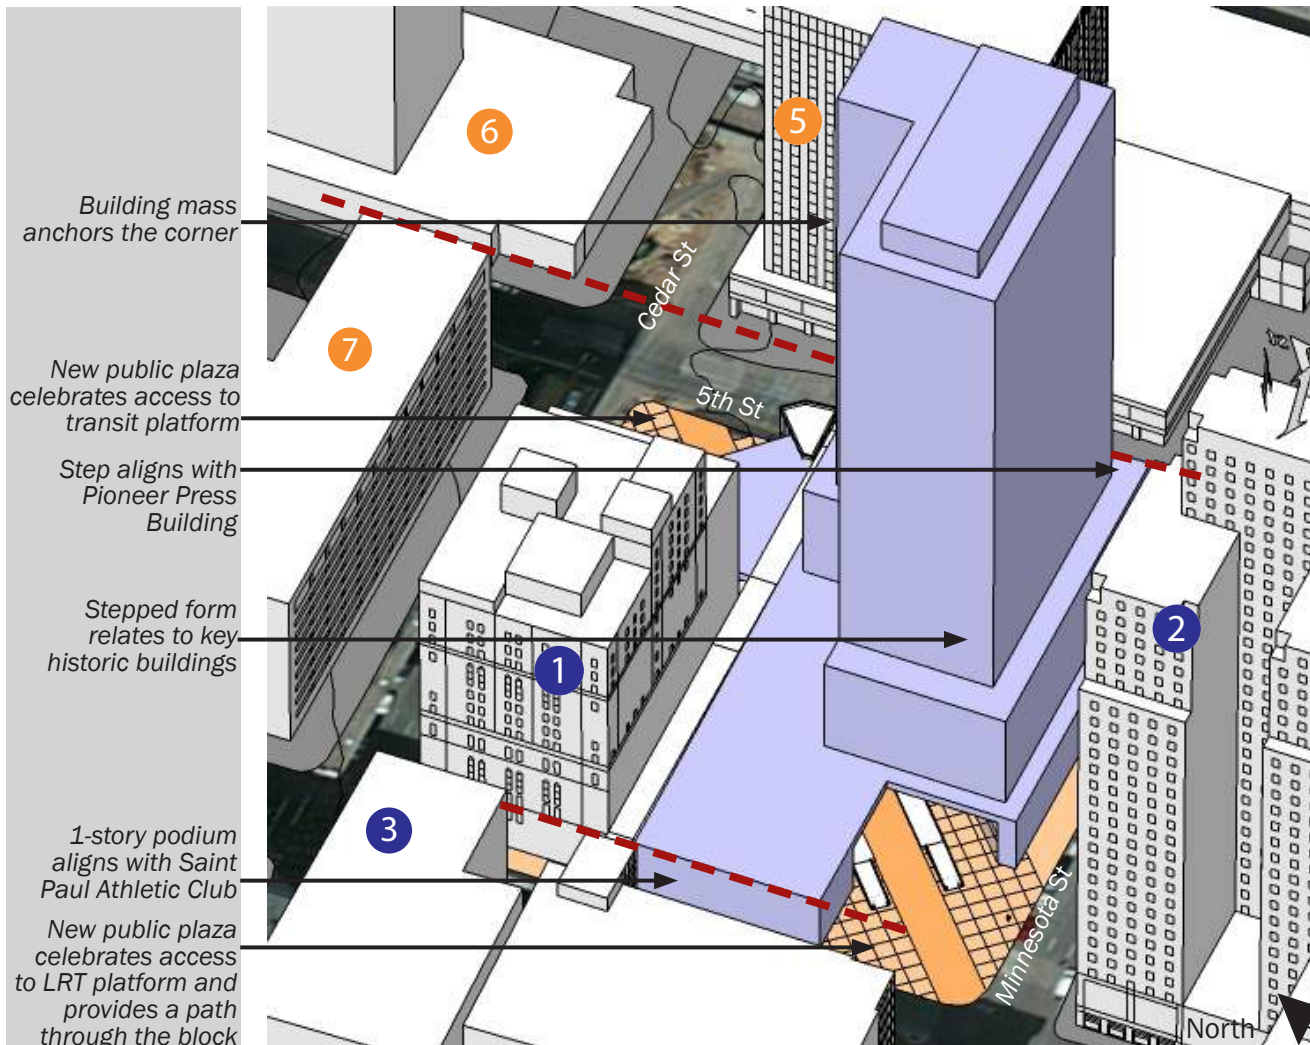 Building mass
anchors the corner
New public plaza
celebrates access to
transit platform
Step aligns with
Pioneer Press
Building
Stepped form
relates to key
historic buildings
1-story podium
aligns with Saint
Paul Athletic Club
New public plaza
celebrates access
to LRT platform and
provides a path
through the block
6
5
7
Cedar St
5th St
1
2
3
Minnesota St
North